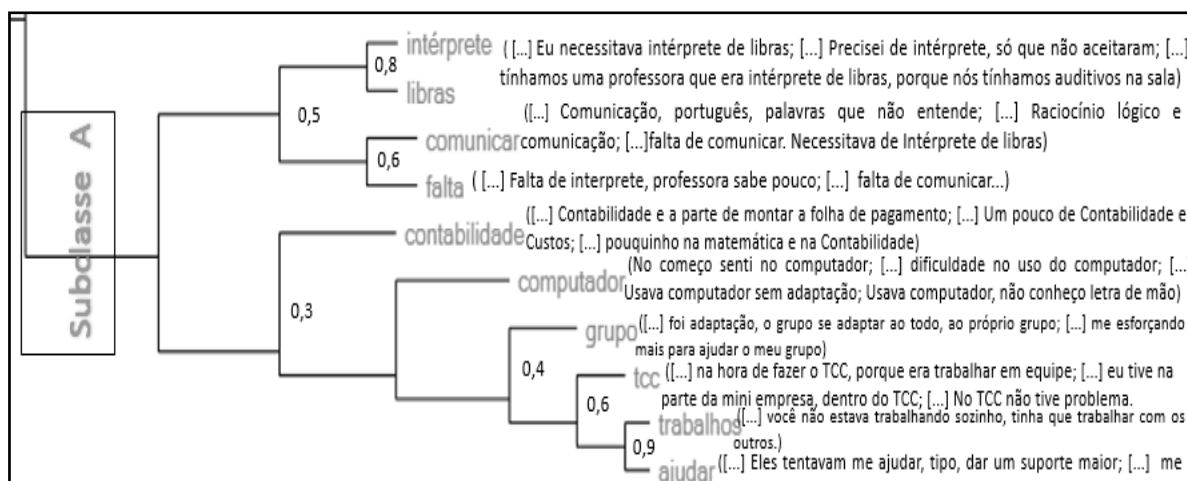 Subclasse A
intérprete ( [...] Eu necessitava intérprete de libras; [...] Precisei de intérprete, só que não aceitaram; [...]
0,8
tínhamos uma professora que era intérprete de libras, porque nós tínhamos auditivos na sala)
libras
0,5
([...] Comunicação, português, palavras que não entende; [...] Raciocínio lógico e
comunicar comunicação; [...]falta de comunicar. Necessitava de Intérprete de libras)
0,6
falta ( [...] Falta de interprete, professora sabe pouco; [...] falta de comunicar...)
([...] Contabilidade e a parte de montar a folha de pagamento; [...] Um pouco de Contabilidade e
contabilidade Custos; [...] pouquinho na matemática e na Contabilidade)
(No começo senti no computador; [...] dificuldade no uso do computador; [...
computador Usava computador sem adaptação; Usava computador, não conheço letra de mão)
0,3
grupo ([...] foi adaptação, o grupo se adaptar ao todo, ao próprio grupo; [...] me esforçando
mais para ajudar o meu grupo)
0,4
tcc ([...] na hora de fazer o TCC, porque era trabalhar em equipe; [...] eu tive na
parte da mini empresa, dentro do TCC; [...] No TCC não tive problema.
0,6
trabalhos ([...] você não estava trabalhando sozinho, tinha que trabalhar com os
outros.)
0,9
ajudar ([...] Eles tentavam me ajudar, tipo, dar um suporte maior; [...] me